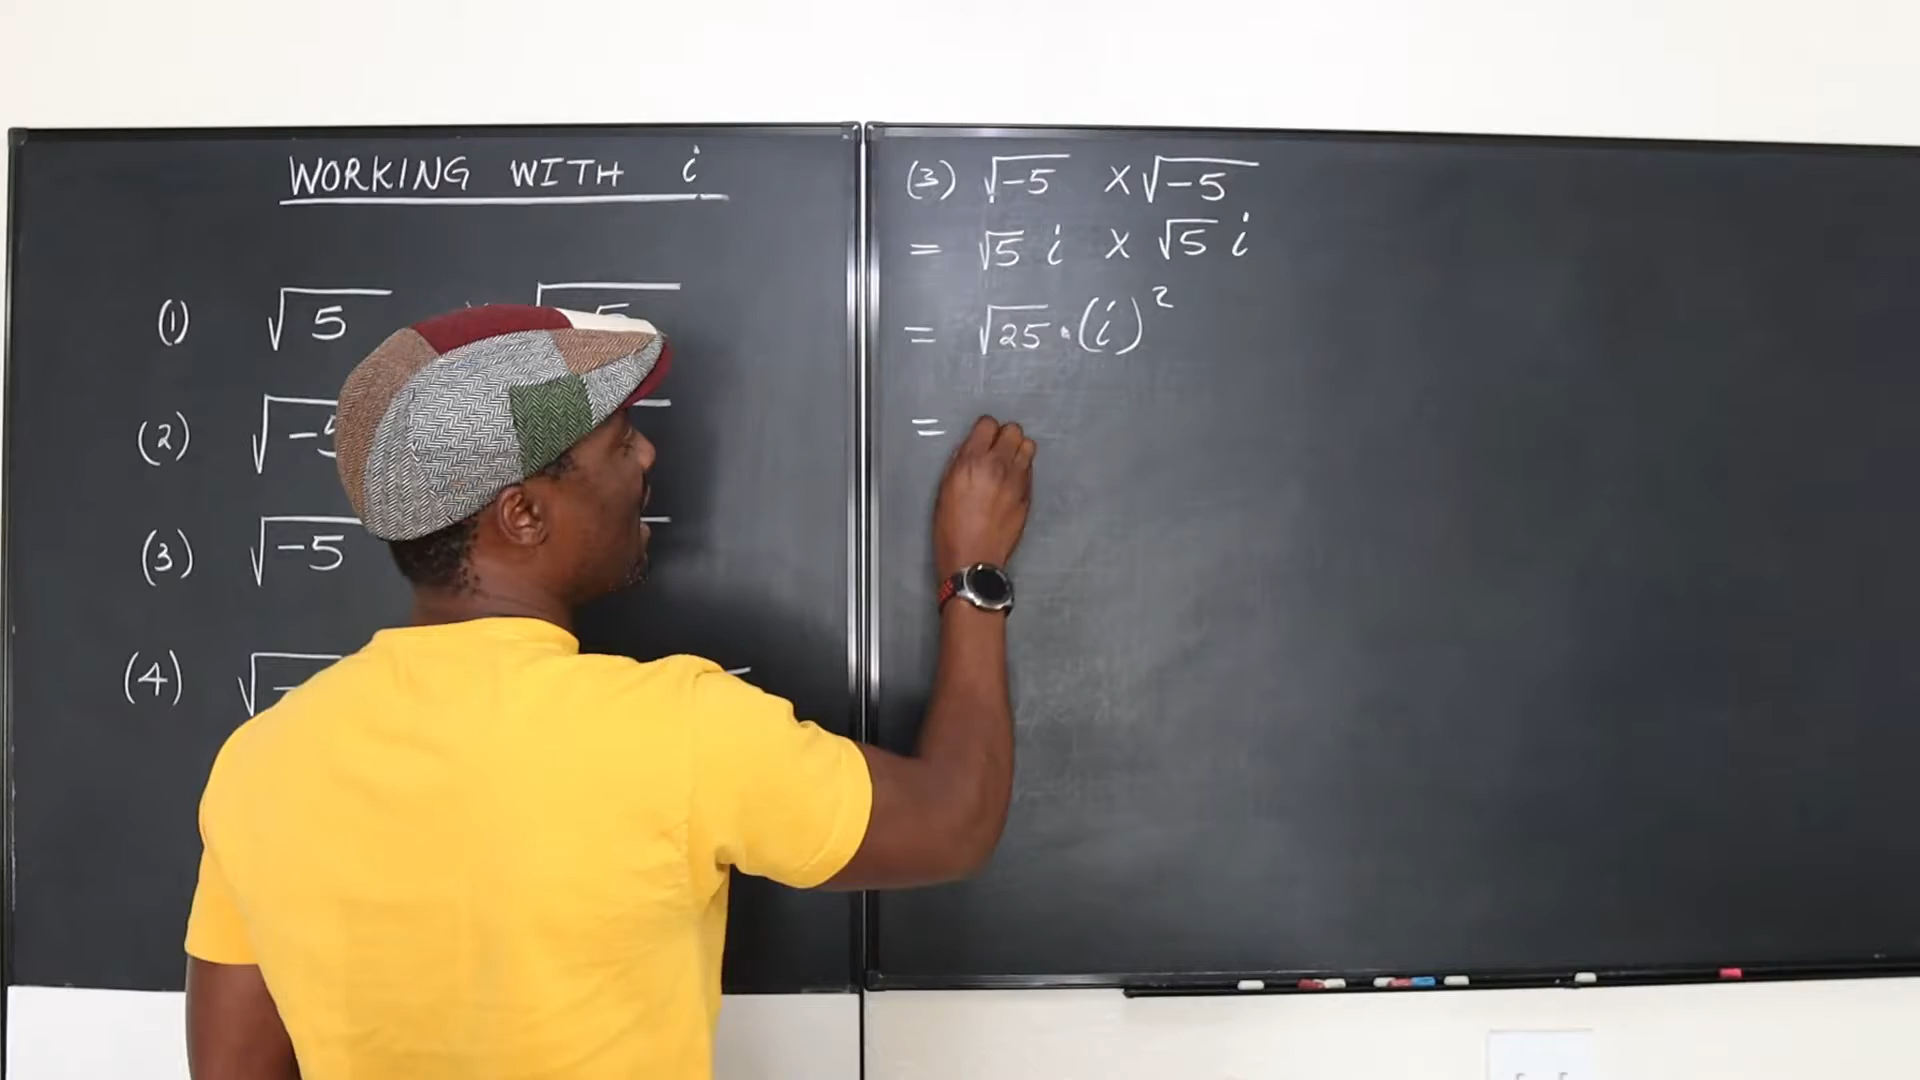 WORKING WITH i
(1) √5
(2) √-5
(3) √-5
(4) √-
(3) √-5 X √-5
= √5 i X √5 i
= √25 · (i)²
=